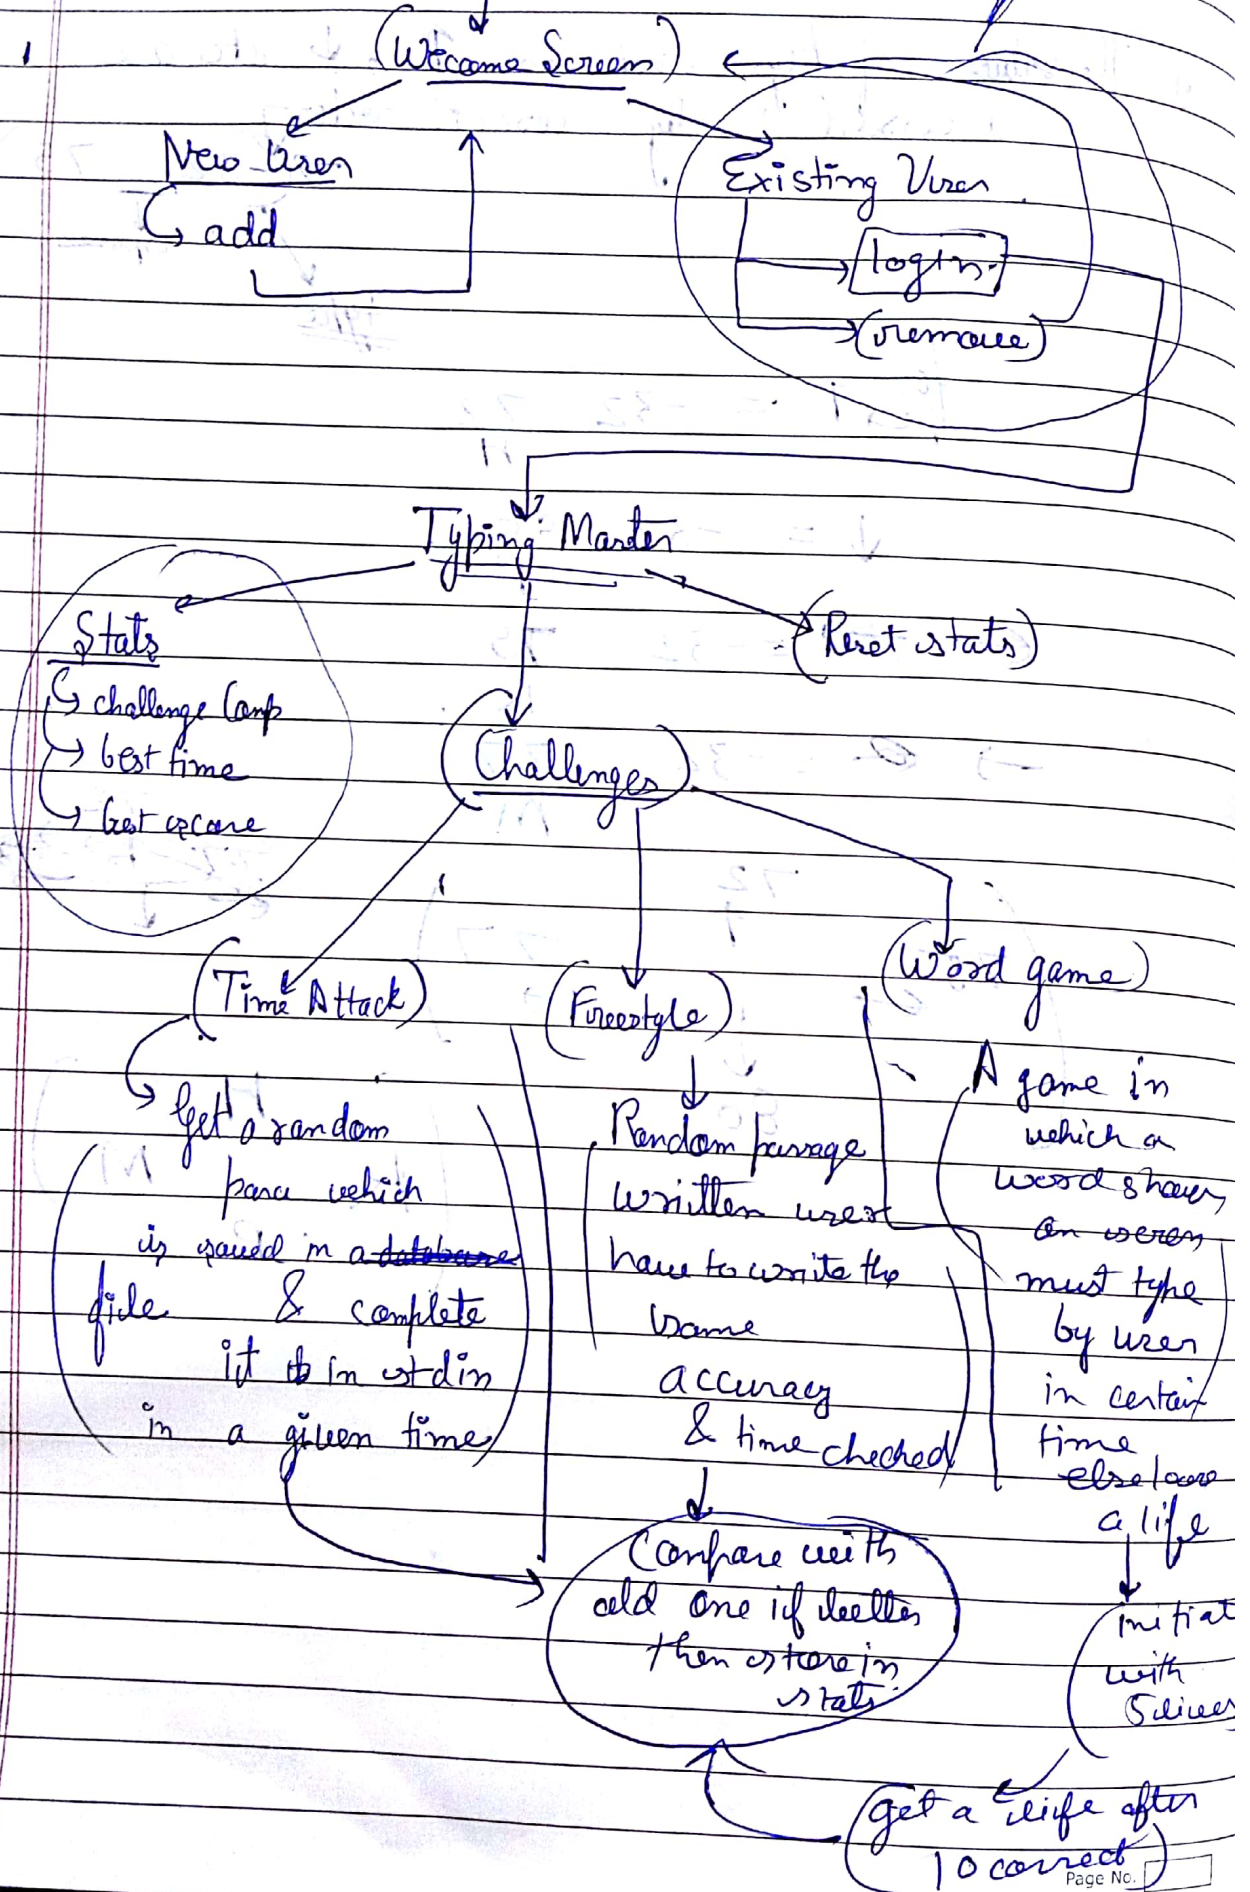 (Wecome Screen)
New User
add
Existing User
login
(remove)
Typing Master
Stats
challenge Comp
best time
best score
(Reset stats)
Challenges
(Time Attack)
(Freestyle)
(Word game)
Get a random
para which
is saved in a database
file & complete
it in stdin
in a given time
Random passage
written user
have to write the
same
accuracy
& time checked
A game in
which a
word shows,
on screen
must type
by user
in certain
time
else loose
a life
initiat
with
5 lives
get a life after
10 correct
Compare with
old one if better
then store in
stats
Page No.